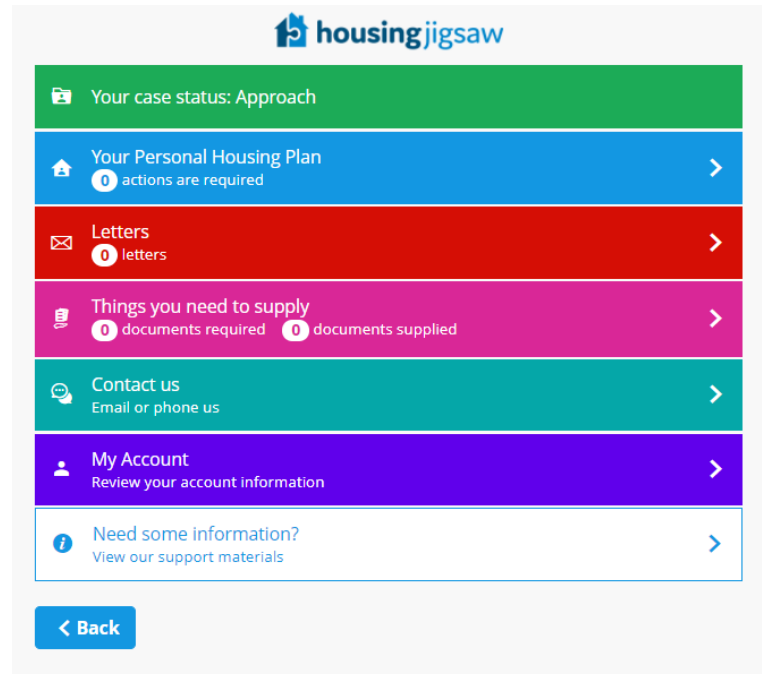 housingjigsaw
Your case status: Approach
Your Personal Housing Plan
0 actions are required
Letters
0 letters
Things you need to supply
0 documents required 0 documents supplied
Contact us
Email or phone us
My Account
Review your account information
Need some information?
View our support materials
Back